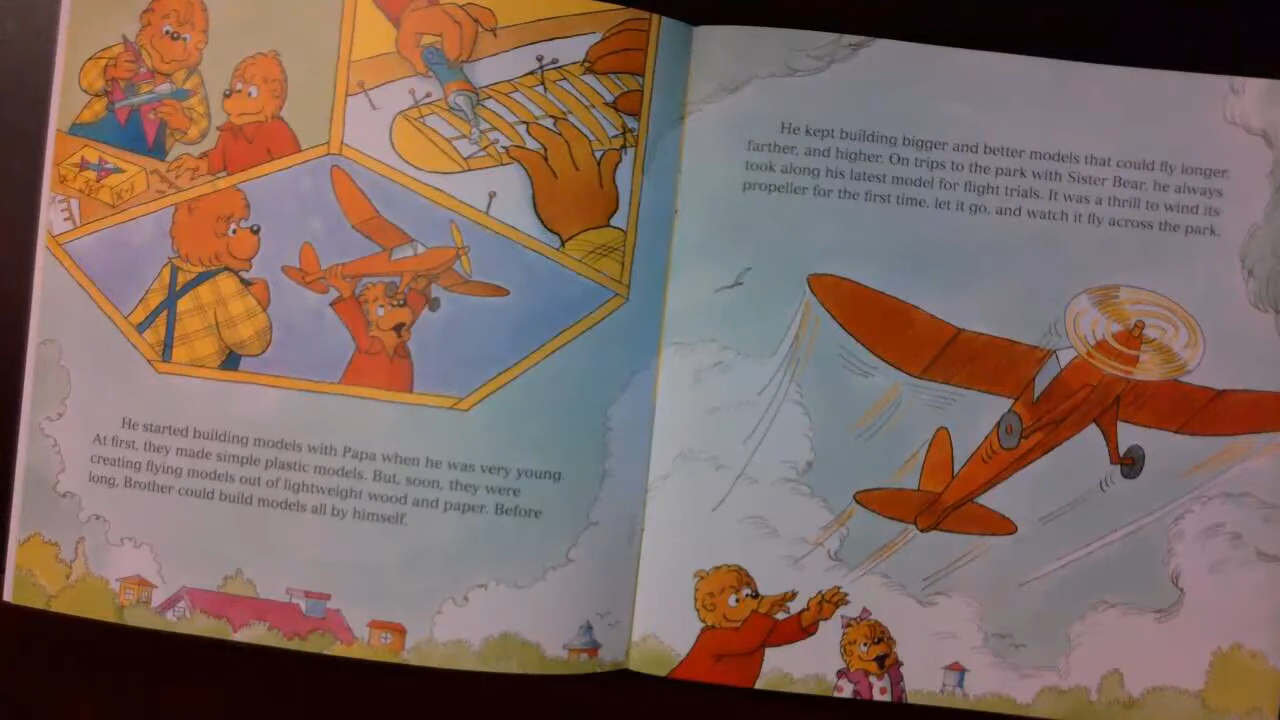 He started building models with Papa when he was very young.
At first, they made simple plastic models. But, soon, they were
creating flying models out of lightweight wood and paper. Before
long, Brother could build models all by himself.
He kept building bigger and better models that could fly longer,
farther, and higher. On trips to the park with Sister Bear, he always
took along his latest model for flight trials. It was a thrill to wind its
propeller for the first time, let it go, and watch it fly across the park.